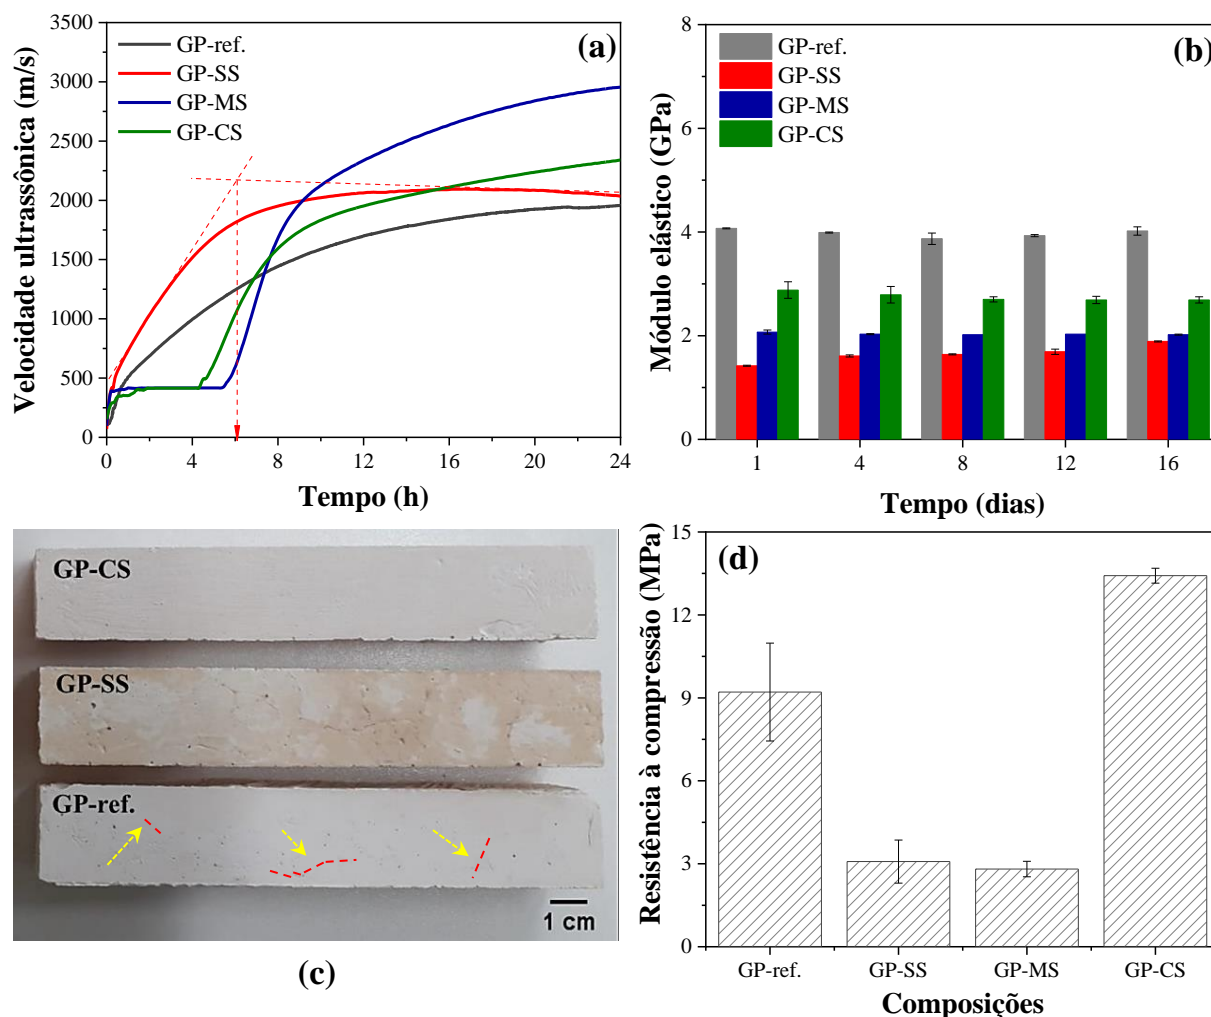 (a)
GP-ref.
GP-SS
GP-MS
GP-CS
Velocidade ultrassônica (m/s)
3500
3000
2500
2000
1500
1000
500
0
0 4 8 12 16 20 24
Tempo (h)
(b)
GP-ref.
GP-SS
GP-MS
GP-CS
Módulo elástico (GPa)
8
6
4
2
0
1 4 8 12 16
Tempo (dias)
GP-CS
GP-SS
GP-ref.
1 cm
(c)
(d)
Resistência à compressão (MPa)
15
12
9
6
3
0
GP-ref. GP-SS GP-MS GP-CS
Composições